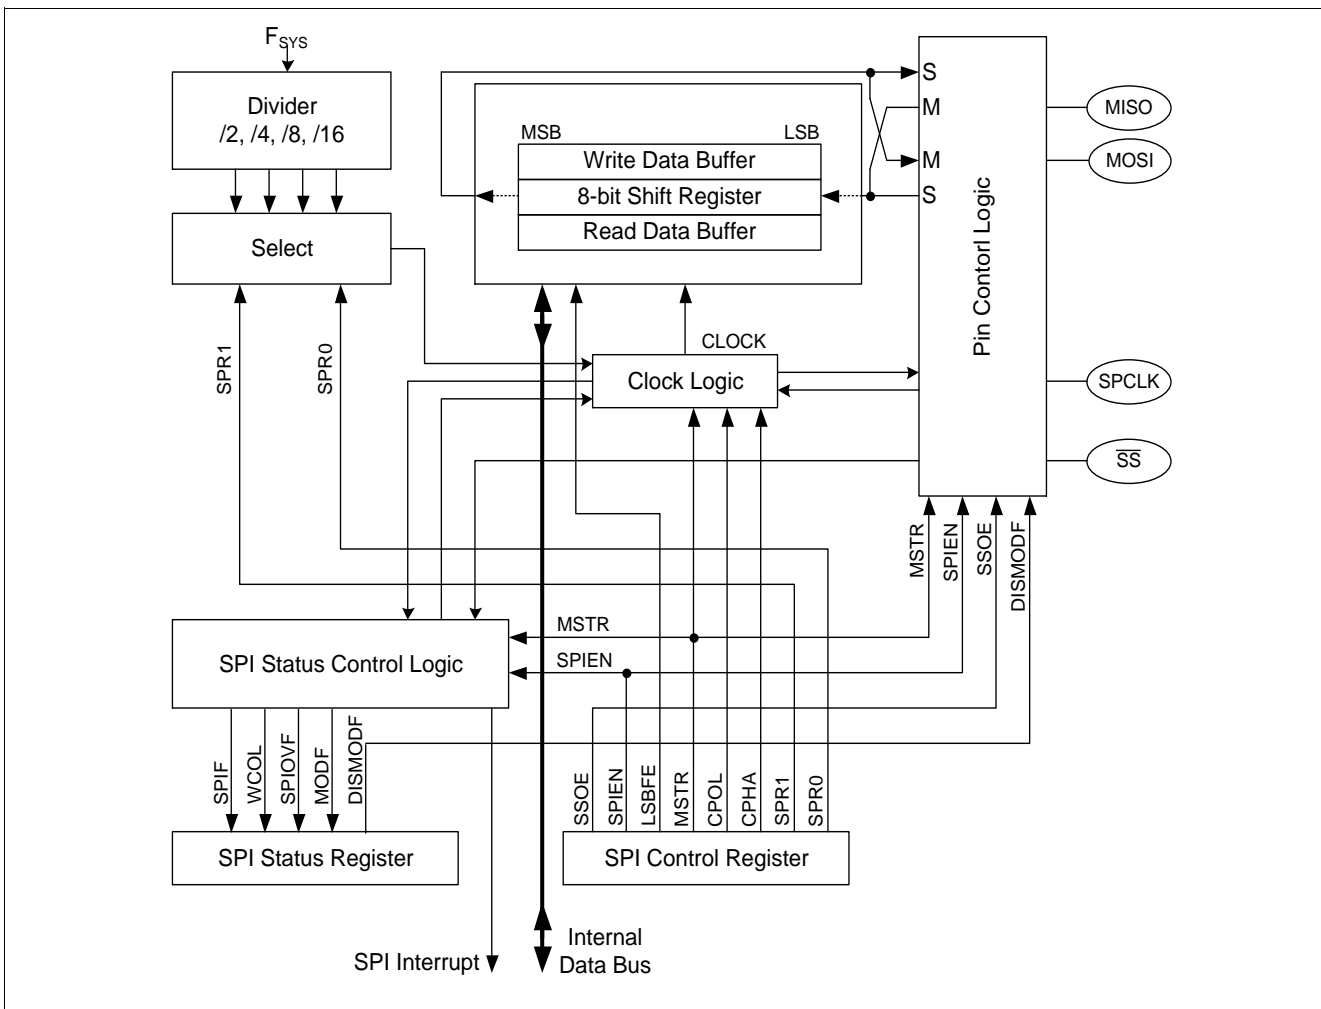 FSYS
Divider
/2, /4, /8, /16
Select
SPR1
SPR0
MSB
LSB
Write Data Buffer
8-bit Shift Register
Read Data Buffer
CLOCK
Clock Logic
S
M
M
S
Pin Contorl Logic
MISO
MOSI
SPCLK
SS
MSTR
SPIEN
SSOE
DISMODF
MSTR
SPIEN
SPI Status Control Logic
SPIF
WCOL
SPIOVF
MODF
DISMODF
SSOE
SPIEN
LSBFE
MSTR
CPOL
CPHA
SPR1
SPR0
SPI Status Register
SPI Control Register
SPI Interrupt
Internal
Data Bus